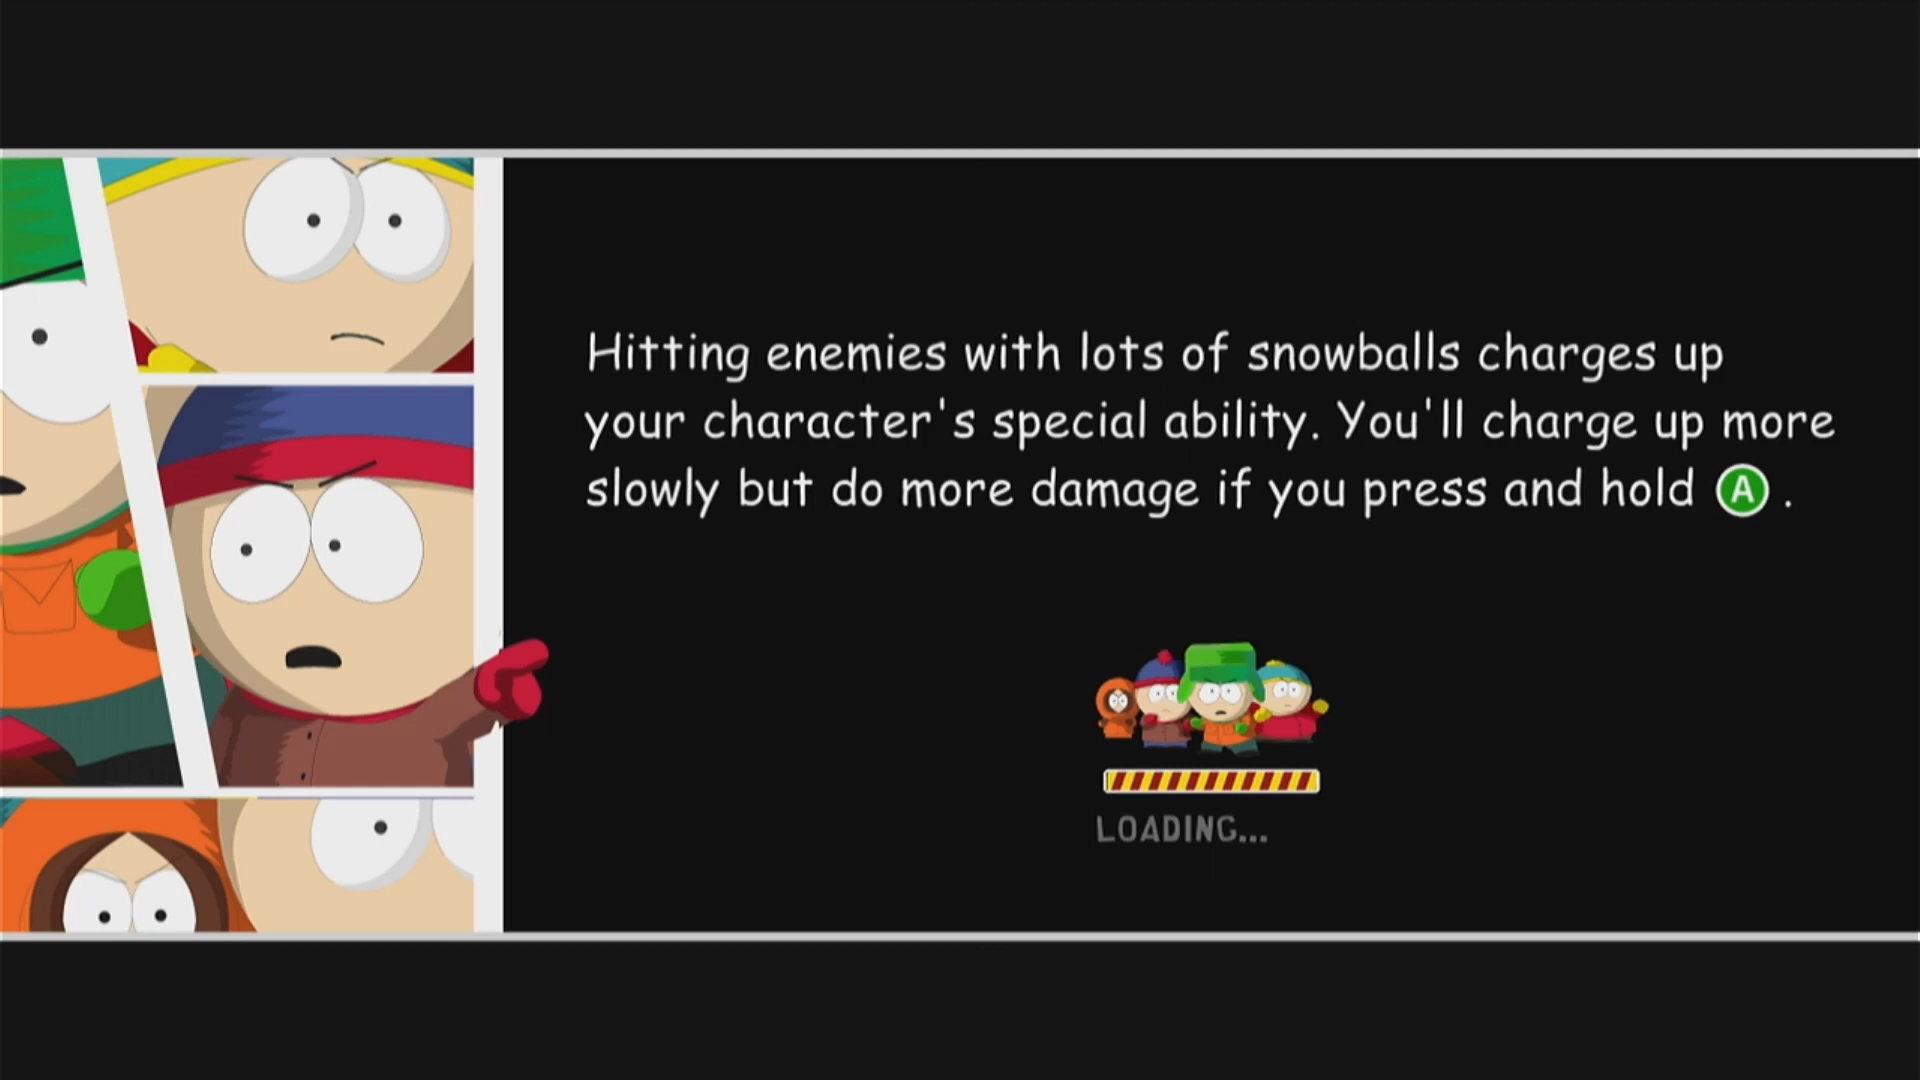 Hitting enemies with lots of snowballs charges up
your character's special ability. You'll charge up more
slowly but do more damage if you press and hold A .
LOADING...